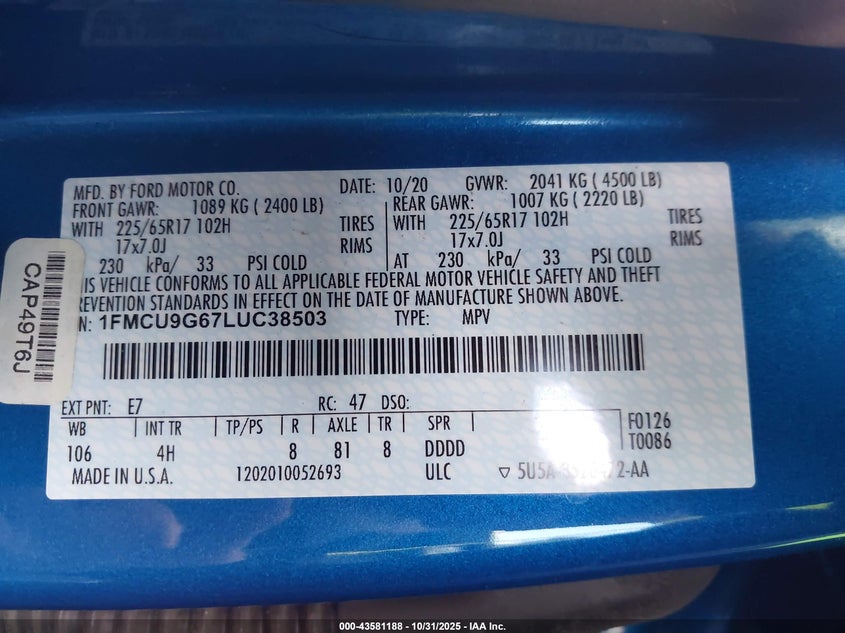 MFD. BY FORD MOTOR CO. DATE: 10/20 GVWR: 2041 KG ( 4500 LB)
FRONT GAWR: 1089 KG ( 2400 LB) REAR GAWR: 1007 KG ( 2220 LB)
WITH 225/65R17 102H TIRES WITH 225/65R17 102H TIRES
17x7.0J RIMS 17x7.0J RIMS
230 kPa/ 33 PSI COLD AT 230 kPa/ 33 PSI COLD
IS VEHICLE CONFORMS TO ALL APPLICABLE FEDERAL MOTOR VEHICLE SAFETY AND THEFT
EVENTION STANDARDS IN EFFECT ON THE DATE OF MANUFACTURE SHOWN ABOVE.
N: 1FMCU9G67LUC38503 TYPE: MPV
CAP49T6J
EXT PNT: E7 RC: 47 DSO:
WB INT TR TP/PS R AXLE TR SPR F0126
106 4H 8 81 8 DDDD T0086
MADE IN U.S.A. 1202010052693 ULC
000-43581188 - 10/31/2025 - IAA Inc.